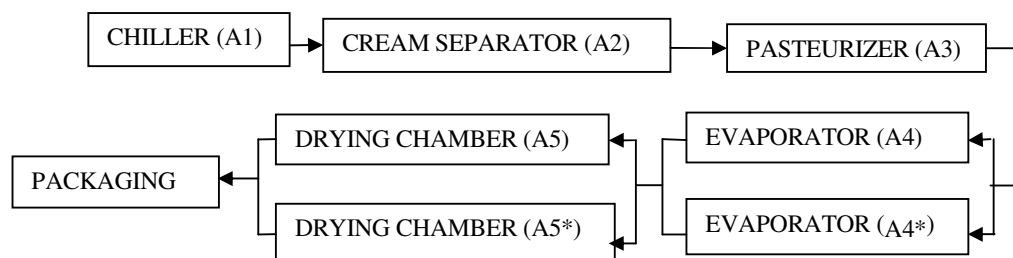 CHILLER (A1)
CREAM SEPARATOR (A2)
PASTEURIZER (A3)
DRYING CHAMBER (A5)
EVAPORATOR (A4)
PACKAGING
DRYING CHAMBER (A5*)
EVAPORATOR (A4*)